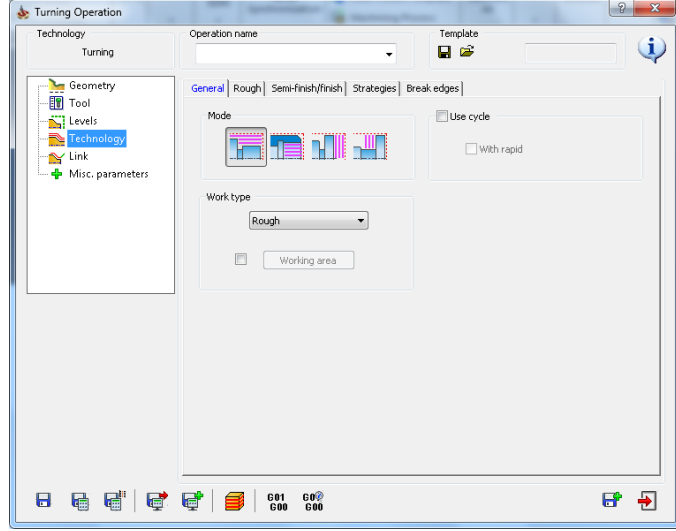 Turning Operation
Technology
Turning
Operation name
Template
Geometry
Tool
Levels
Technology
Link
Misc. parameters
General Rough Semi-finish/finish Strategies Break edges
Mode
Use cycle
With rapid
Work type
Rough
Working area
G01 G0
G00 G00